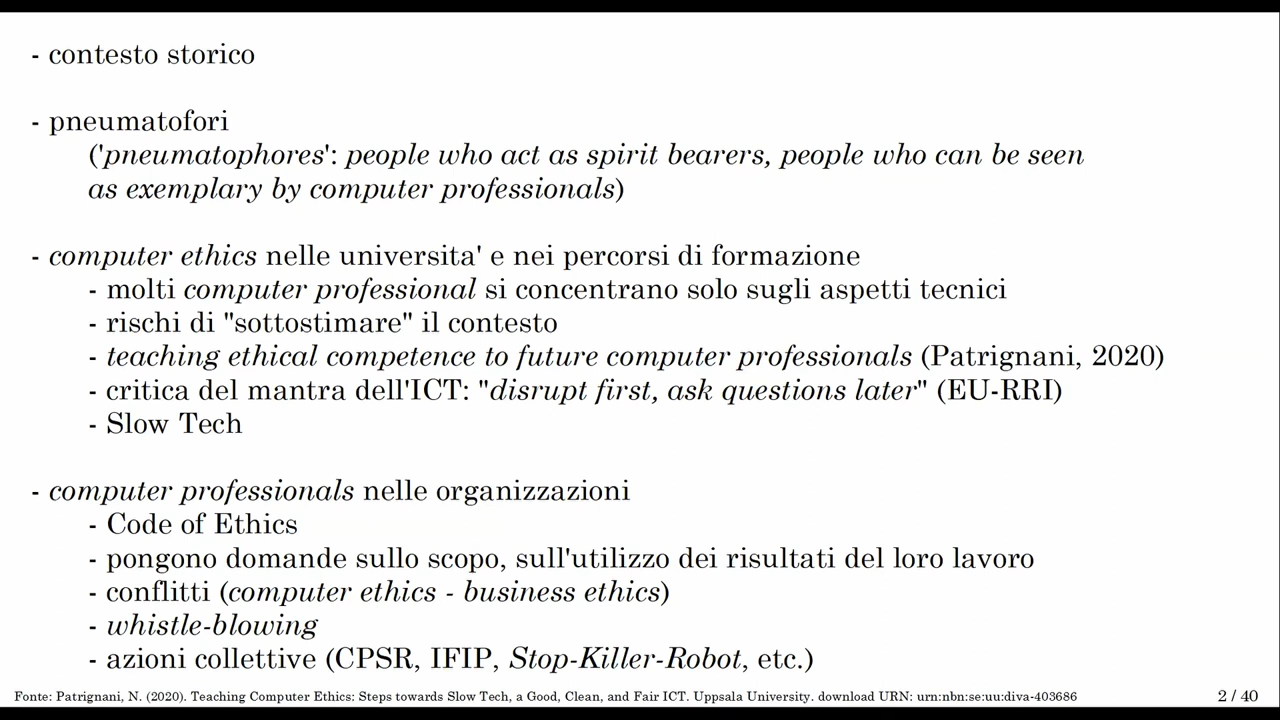 - contesto storico
- pneumatofori
('pneumatophores': people who act as spirit bearers, people who can be seen
as exemplary by computer professionals)
- computer ethics nelle universita' e nei percorsi di formazione
- molti computer professional si concentrano solo sugli aspetti tecnici
- rischi di "sottostimare" il contesto
- teaching ethical competence to future computer professionals (Patrignani, 2020)
- critica del mantra dell'ICT: "disrupt first, ask questions later" (EU-RRI)
- Slow Tech
- computer professionals nelle organizzazioni
- Code of Ethics
- pongono domande sullo scopo, sull'utilizzo dei risultati del loro lavoro
- conflitti (computer ethics - business ethics)
- whistle-blowing
- azioni collettive (CPSR, IFIP, Stop-Killer-Robot, etc.)
Fonte: Patrignani, N. (2020). Teaching Computer Ethics: Steps towards Slow Tech, a Good, Clean, and Fair ICT. Uppsala University. download URN: urn:nbn:se:uu:diva-403686
2 / 40